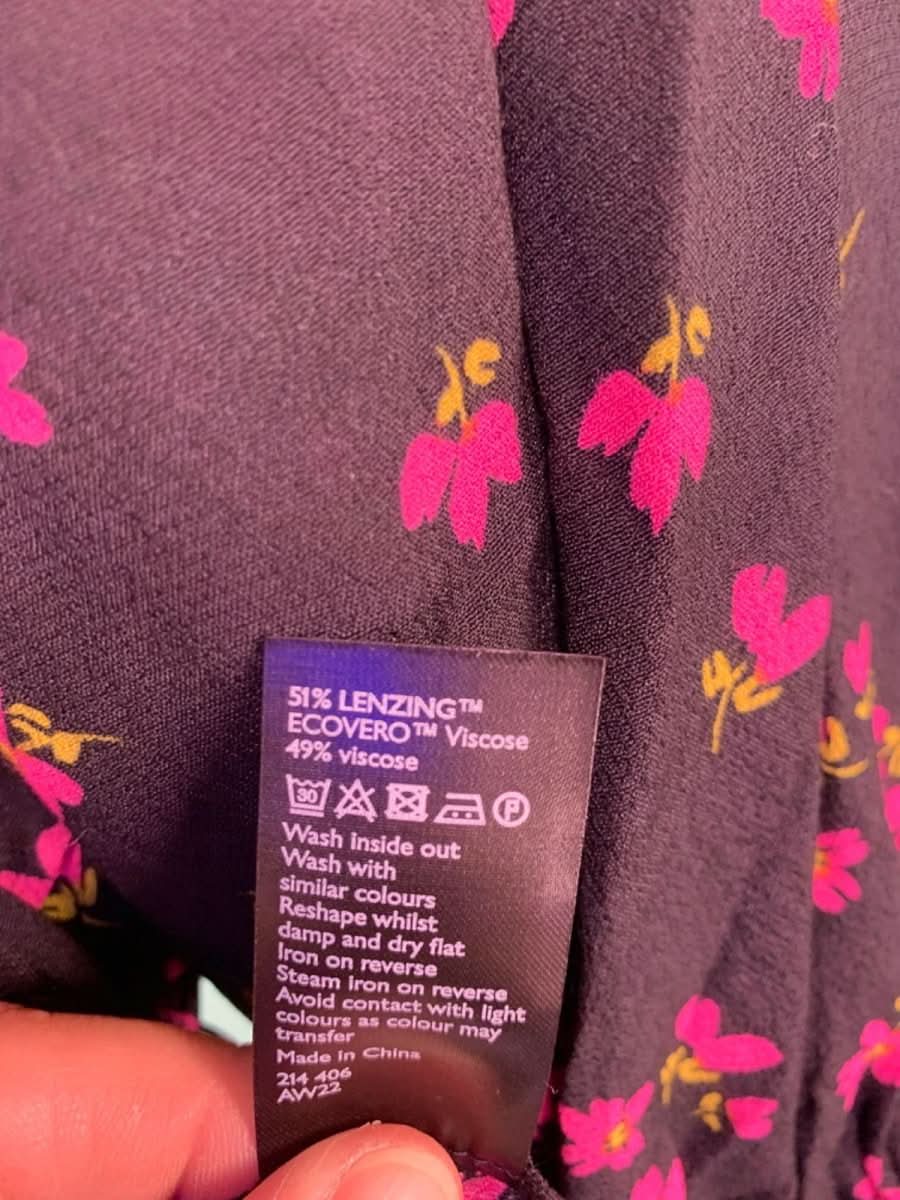 51% LENZING™
ECOVERO™ Viscose
49% viscose
30 P
Wash inside out
Wash with
similar colours
Reshape whilst
damp and dry flat
Iron on reverse
Steam Iron on reverse
Avoid contact with light
colours as colour may
transfer
Made in China
214 406
AW22